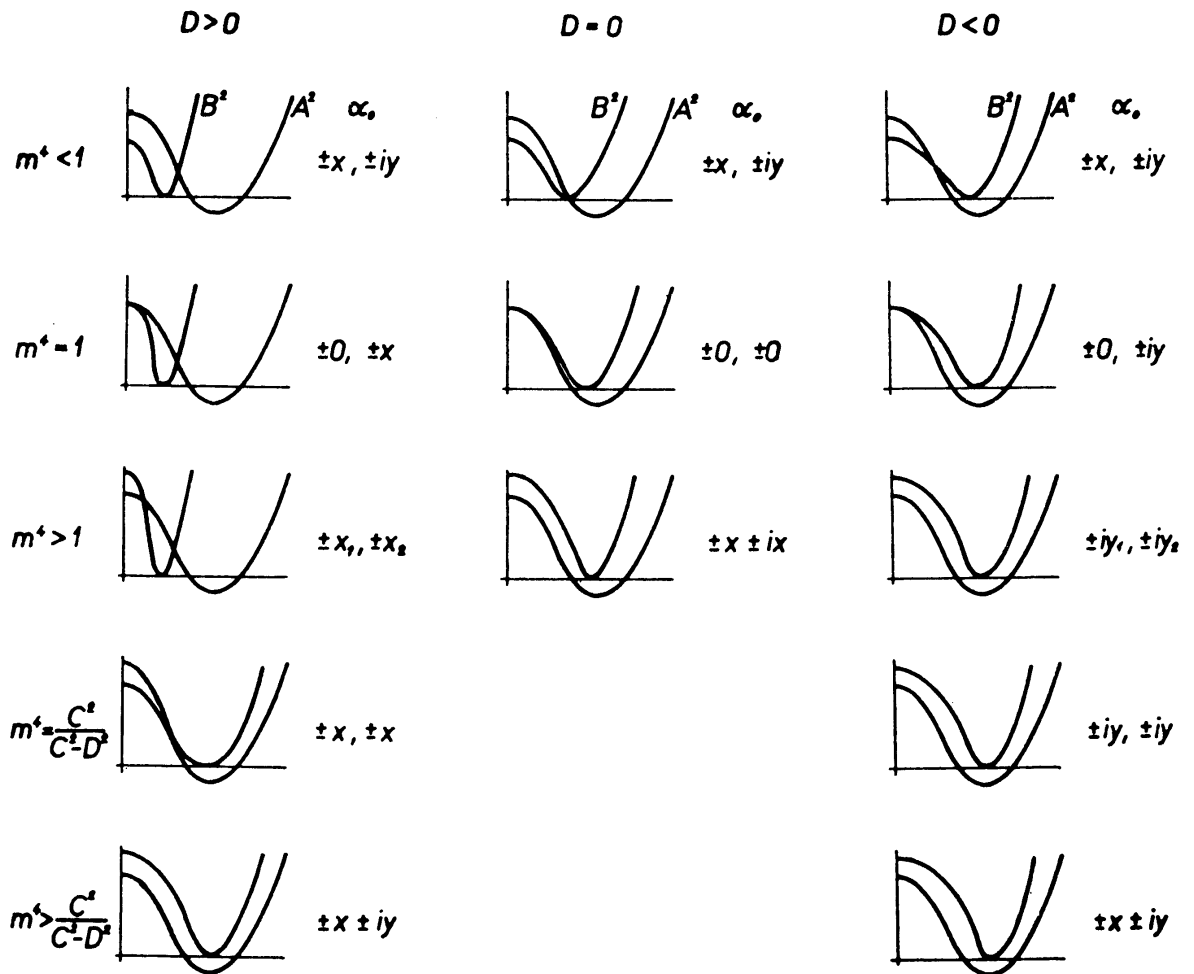 D > 0 D = 0 D < 0
B² A² α₀ B² A² α₀ B² A² α₀
m⁴ < 1 ±x, ±iy ±x, ±iy ±x, ±iy
m⁴ = 1 ±0, ±x ±0, ±0 ±0, ±iy
m⁴ > 1 ±x₁, ±x₂ ±x ± ix ±iy₁, ±iy₂
m⁴ = C²/(C²-D²) ±x, ±x ±iy, ±iy
m⁴ > C²/(C²-D²) ±x ± iy ±x ± iy